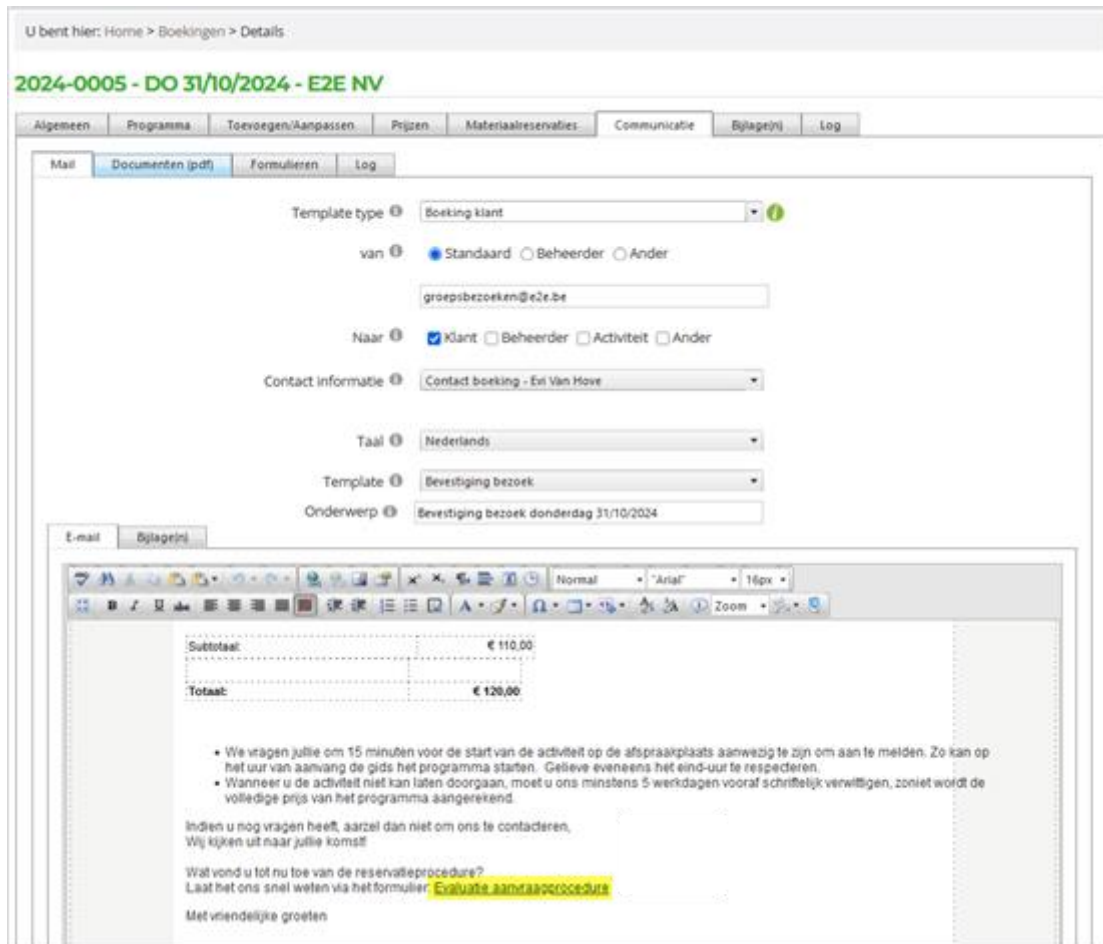 U bent hier: Home > Boekingen > Details
2024-0005 - DO 31/10/2024 - E2E NV
Algemeen Programma Toevoegen/Aanpassen Prijzen Materiaalreservaties Communicatie Bijlage(n) Log
Mail Documenten (pdf) Formulieren Log
Template type Boeking klant
van Standaard Beheerder Ander
groepsbezoeken@e2e.be
Naar Klant Beheerder Activiteit Ander
Contact informatie Contact boeking - Evi Van Hove
Taal Nederlands
Template Bevestiging bezoek
Onderwerp Bevestiging bezoek donderdag 31/10/2024
E-mail Bijlage(n)
Normal "Arial" 16px
Zoom
Subtotaal: € 110,00
Totaal: € 120,00
• We vragen jullie om 15 minuten voor de start van de activiteit op de afspraakplaats aanwezig te zijn om aan te melden. Zo kan op
het uur van aanvang de gids het programma starten. Gelieve eveneens het eind-uur te respecteren.
• Wanneer u de activiteit niet kan laten doorgaan, moet u ons minstens 5 werkdagen vooraf schriftelijk verwittigen, zoniet wordt de
volledige prijs van het programma aangerekend.
Indien u nog vragen heeft, aarzel dan niet om ons te contacteren,
Wij kijken uit naar jullie komst!
Wat vond u tot nu toe van de reservatieprocedure?
Laat het ons snel weten via het formulier: Evaluatie aanvraagprocedure
Met vriendelijke groeten